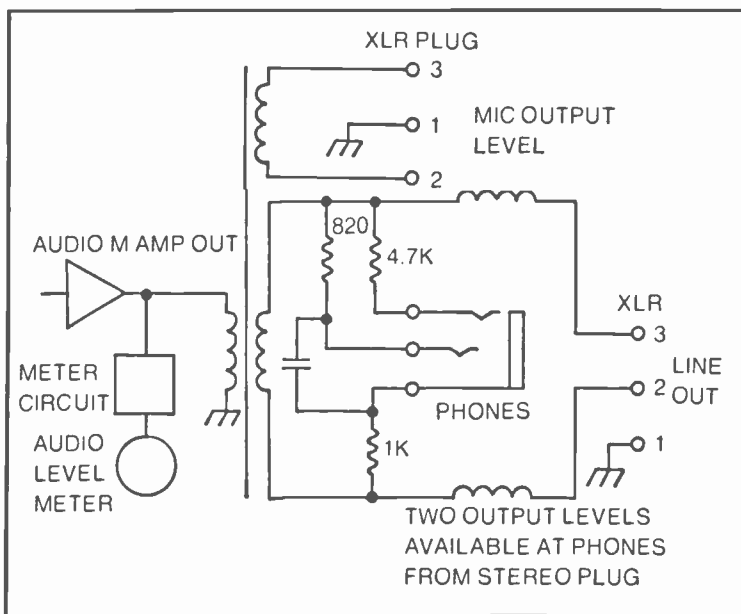 XLR PLUG
3
1
MIC OUTPUT
LEVEL
2
820
AUDIO M AMP OUT
4.7K
XLR
3
METER
CIRCUIT
2
LINE
OUT
PHONES
AUDIO
LEVEL
METER
1K
1
TWO OUTPUT LEVELS
AVAILABLE AT PHONES
FROM STEREO PLUG